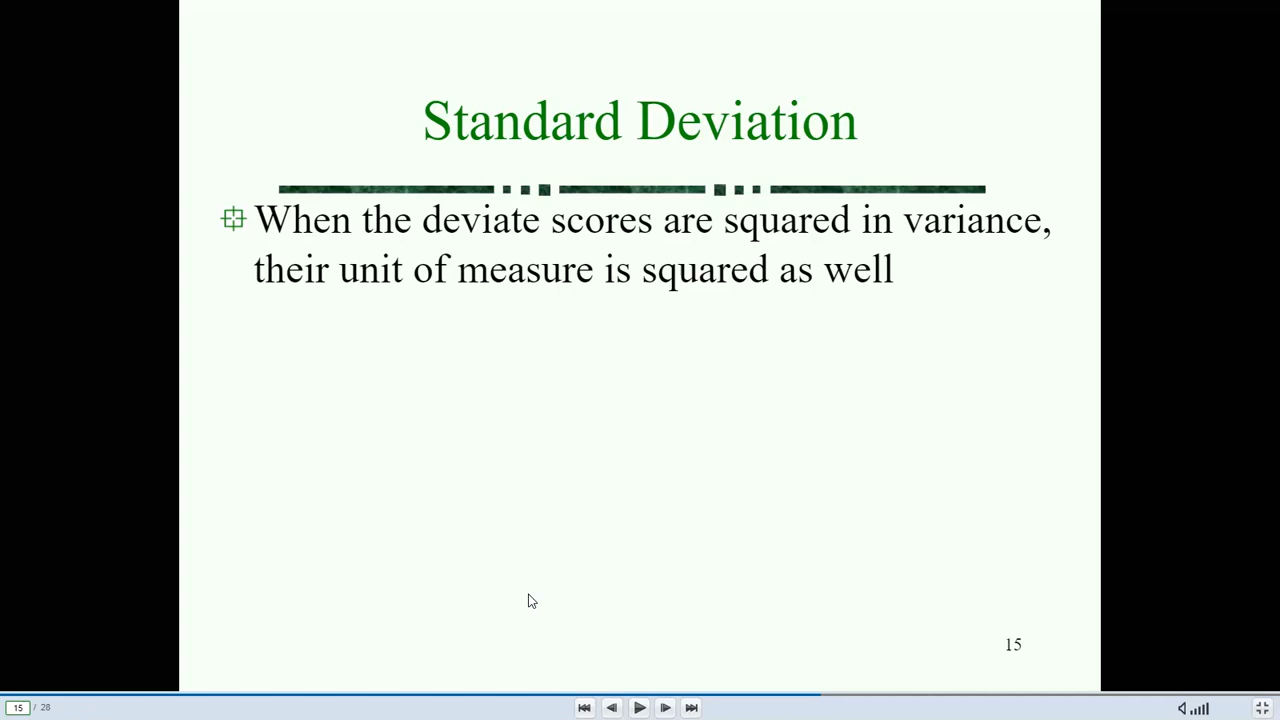 Standard Deviation
When the deviate scores are squared in variance,
their unit of measure is squared as well
15
15 / 28